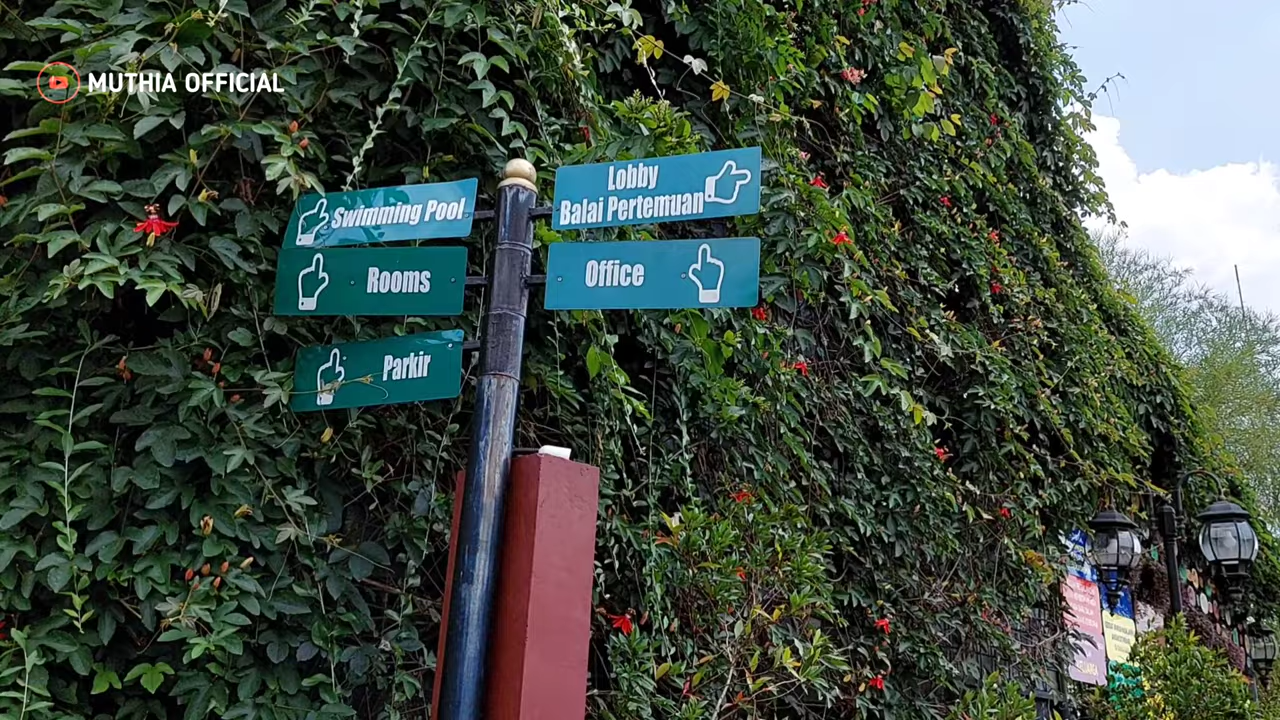 MUTHIA OFFICIAL
Swimming Pool
Rooms
Parkir
Lobby
Balai Pertemuan
Office